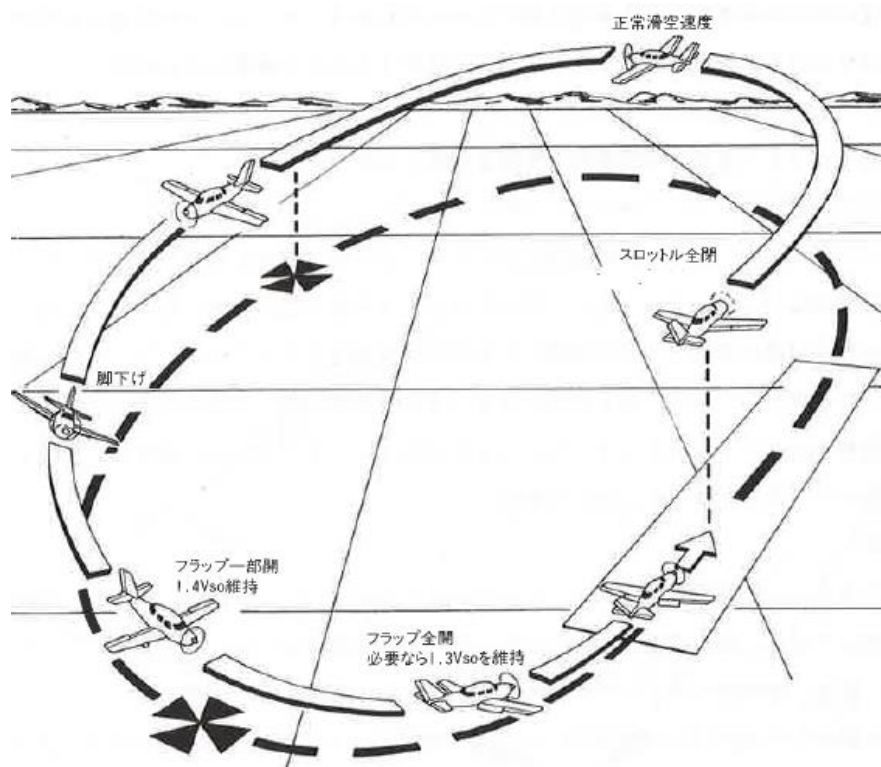 正常滑空速度
スロットル全閉
脚下げ
フラップ一部開
1.4Vso維持
フラップ全開
必要なら1.3Vsoを維持